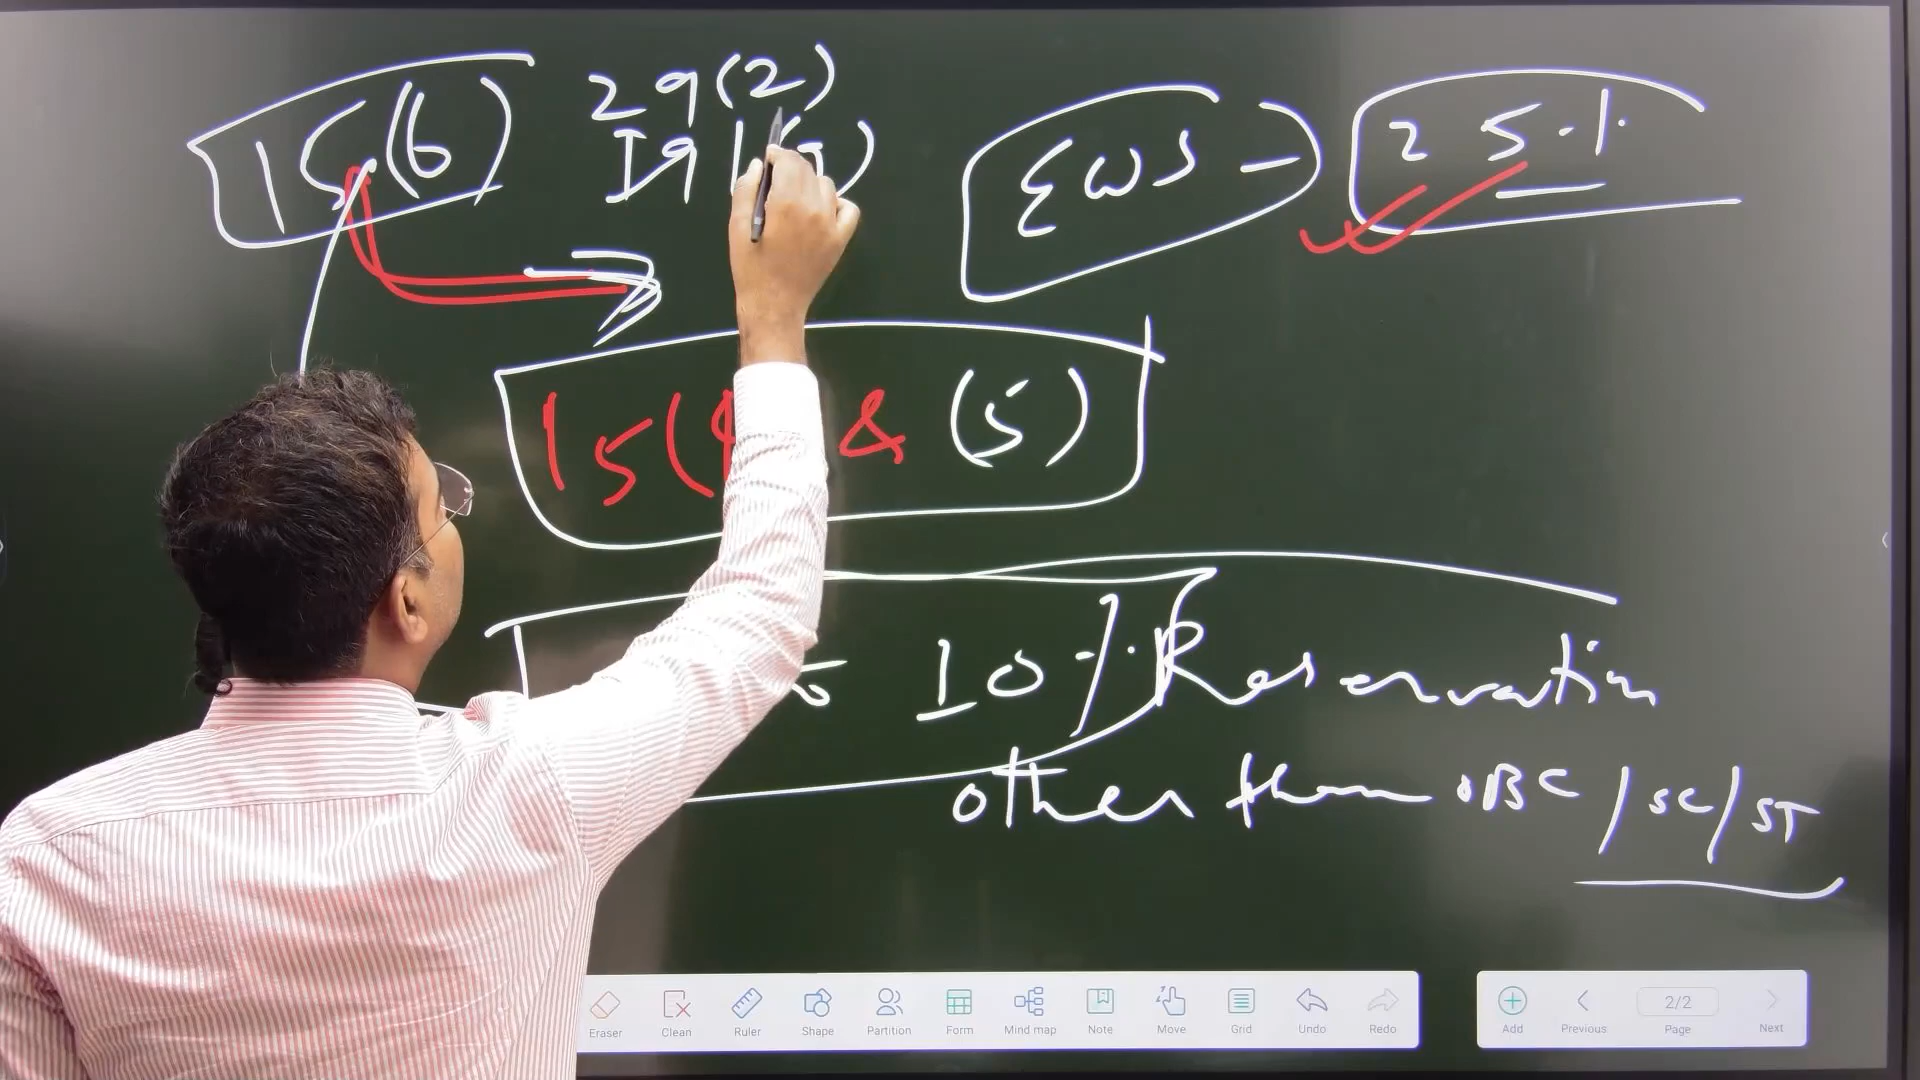 15(6) 29(2) EWS - 25%
19
15( & (5)
10% Reservation
other than OBC / SC / ST
Eraser Clean Ruler Shape Partition Form Mind map Note Move Grid Undo Redo
Add Previous 2/2 Page Next